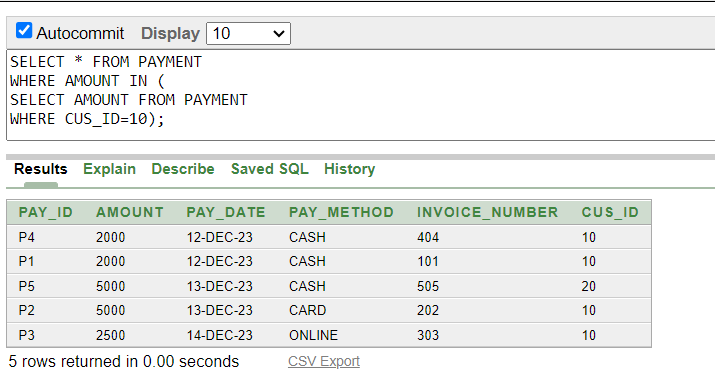 Autocommit Display 10
SELECT * FROM PAYMENT
WHERE AMOUNT IN (
SELECT AMOUNT FROM PAYMENT
WHERE CUS_ID=10);
Results Explain Describe Saved SQL History
PAY_ID AMOUNT PAY_DATE PAY_METHOD INVOICE_NUMBER CUS_ID
P4 2000 12-DEC-23 CASH 404 10
P1 2000 12-DEC-23 CASH 101 10
P5 5000 13-DEC-23 CASH 505 20
P2 5000 13-DEC-23 CARD 202 10
P3 2500 14-DEC-23 ONLINE 303 10
5 rows returned in 0.00 seconds CSV Export